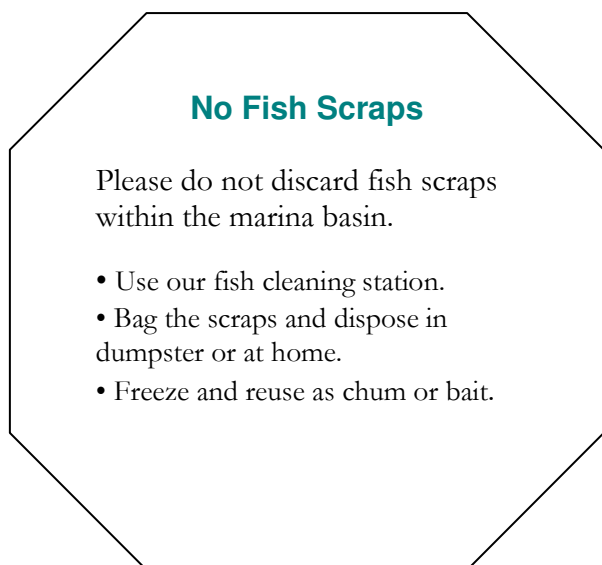 No Fish Scraps
Please do not discard fish scraps
within the marina basin.
• Use our fish cleaning station.
• Bag the scraps and dispose in
dumpster or at home.
• Freeze and reuse as chum or bait.